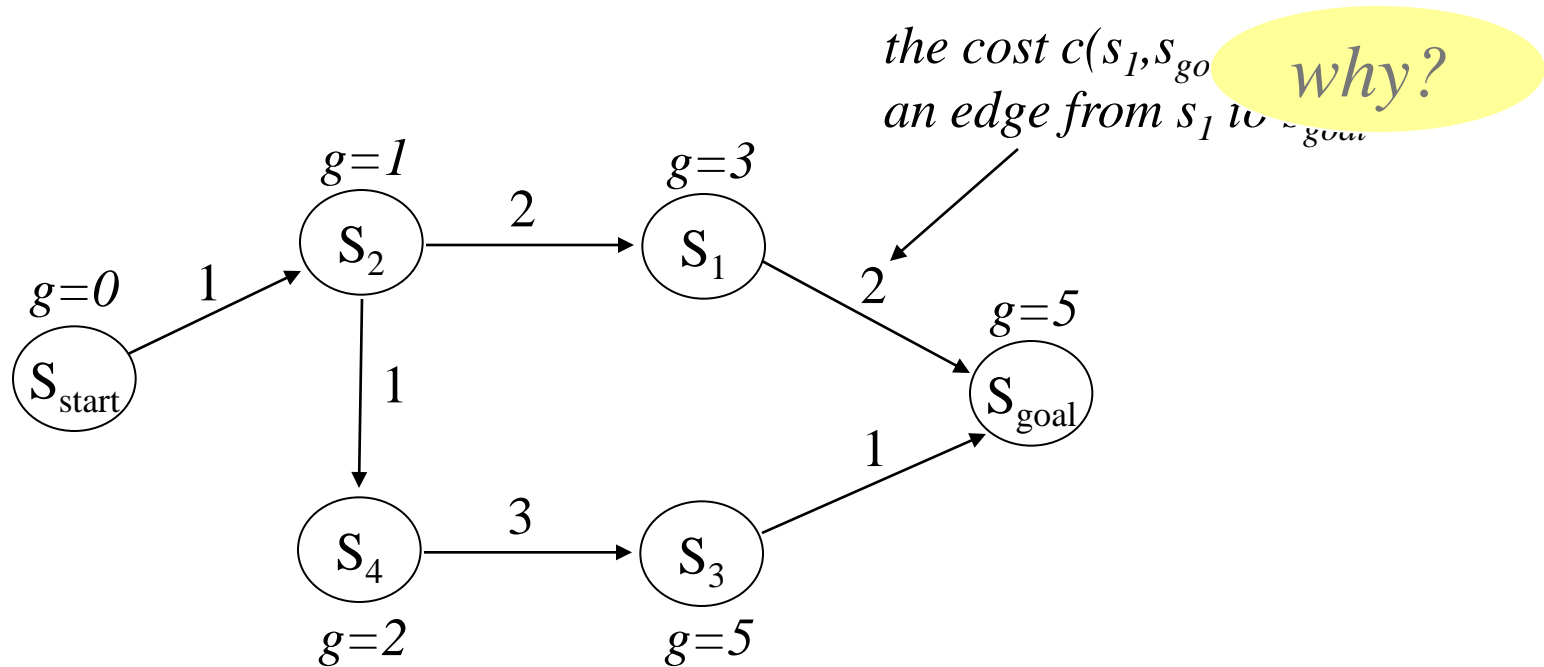 the cost c(s1,sgo
why?
an edge from s1 to sgoal
g=1
g=3
2
S2
S1
g=0
1
2
g=5
Sstart
1
Sgoal
1
3
S4
S3
g=2
g=5